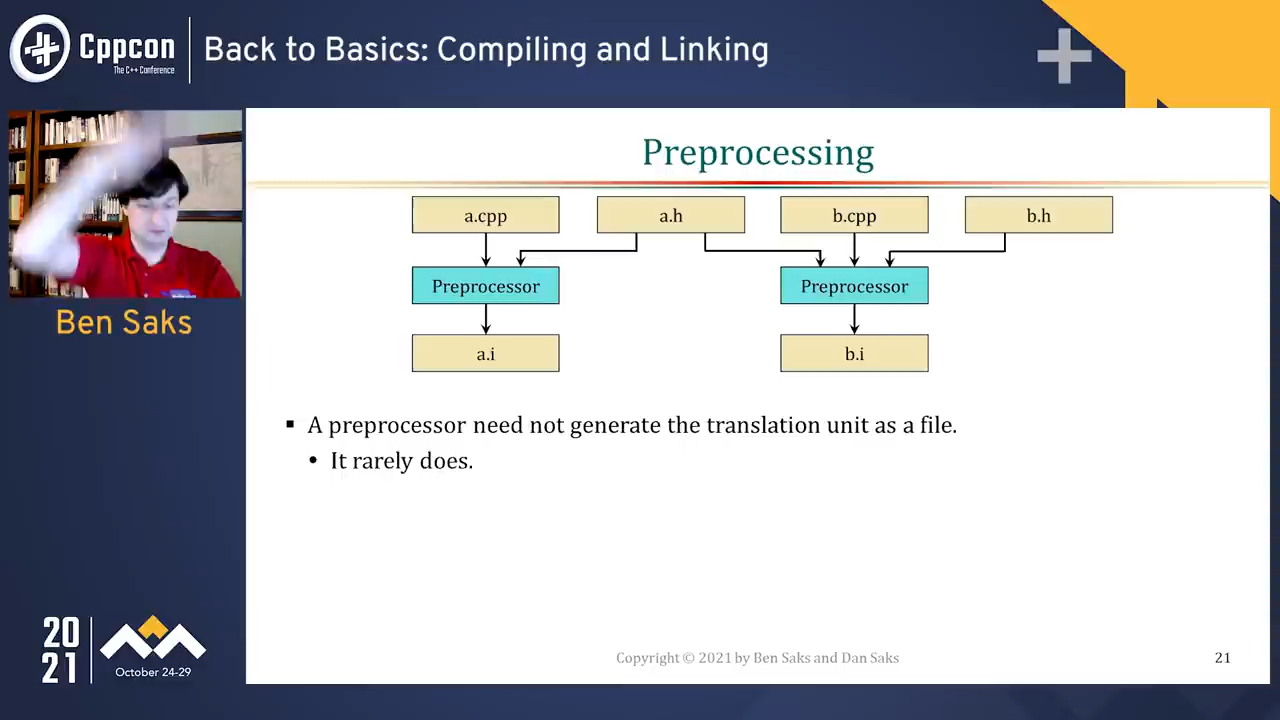 Cppcon
The C++ Conference
Back to Basics: Compiling and Linking
Ben Saks
Preprocessing
a.cpp
a.h
b.cpp
b.h
Preprocessor
Preprocessor
a.i
b.i
▪ A preprocessor need not generate the translation unit as a file.
• It rarely does.
20
21
October 24-29
Copyright © 2021 by Ben Saks and Dan Saks
21